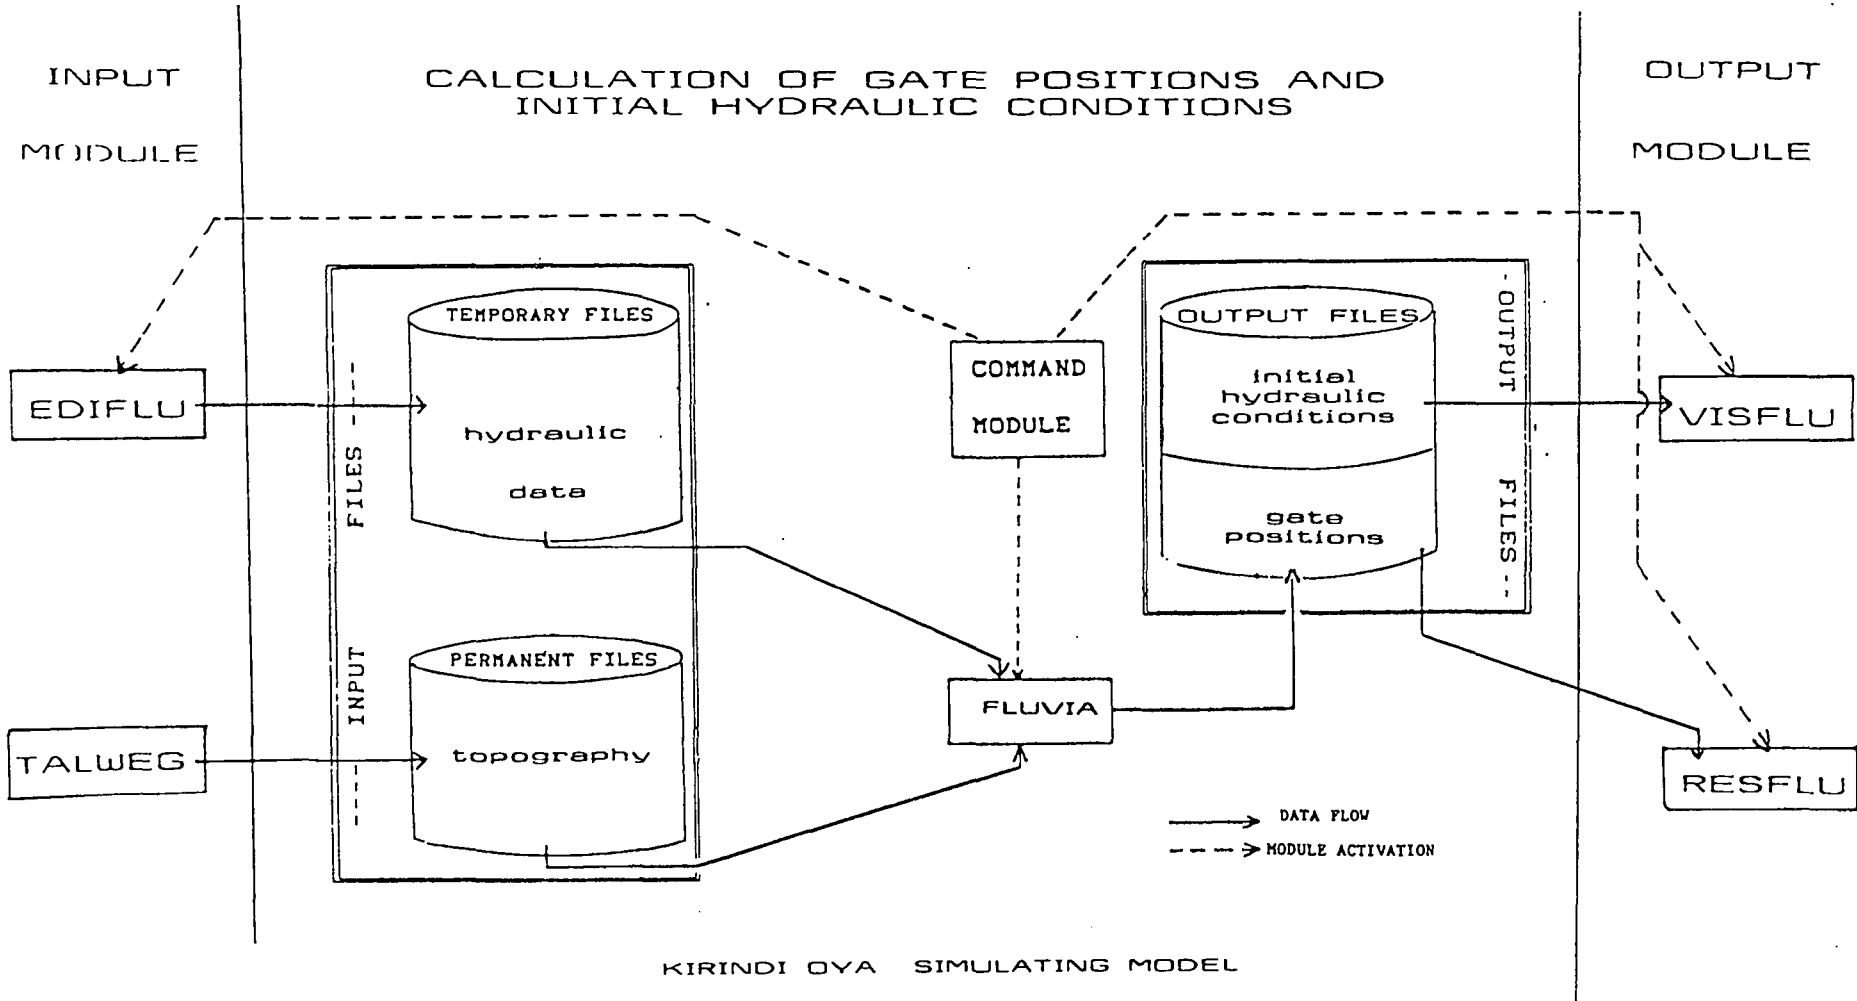 INPUT
MODULE
CALCULATION OF GATE POSITIONS AND
INITIAL HYDRAULIC CONDITIONS
OUTPUT
MODULE
TEMPORARY FILES
hydraulic
data
EDIFLU
INPUT FILES
PERMANENT FILES
topography
TALWEG
COMMAND
MODULE
FLUVIA
OUTPUT FILES
initial
hydraulic
conditions
gate
positions
OUTPUT FILES
VISFLU
RESFLU
DATA FLOW
MODULE ACTIVATION
KIRINDI OYA SIMULATING MODEL